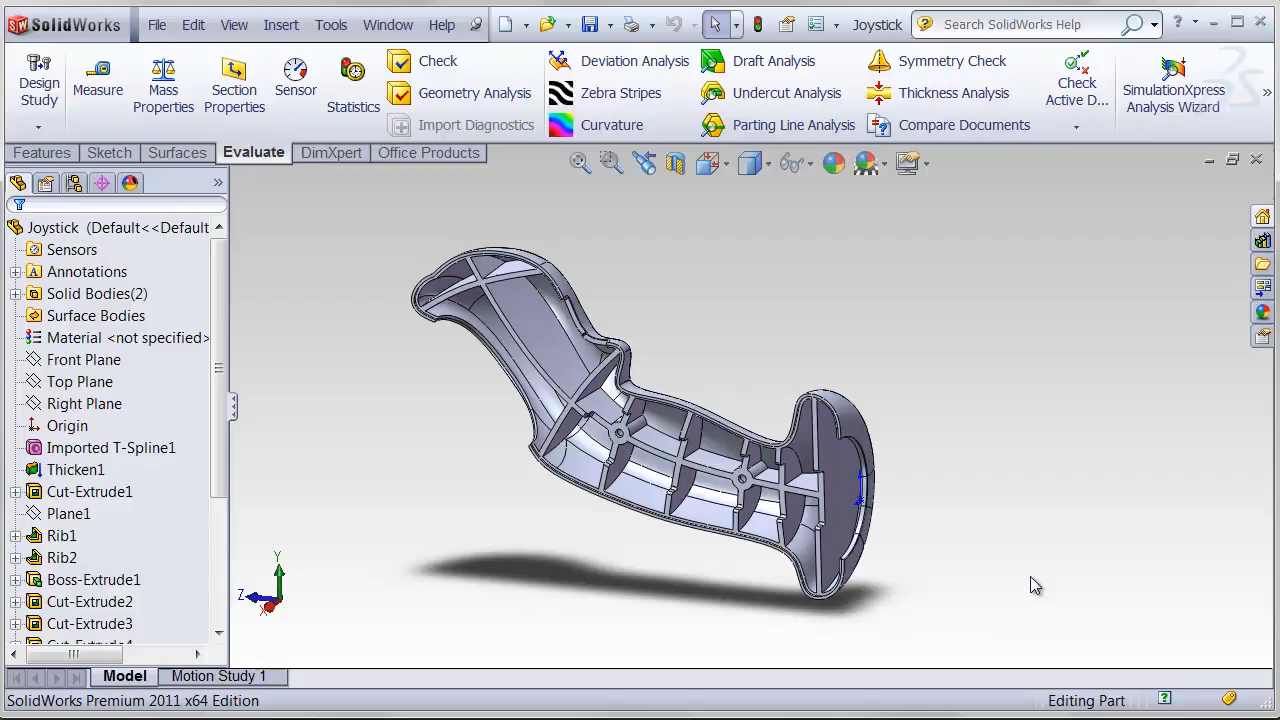 SolidWorks File Edit View Insert Tools Window Help Joystick Search SolidWorks Help
Design Study
Measure
Mass Properties
Section Properties
Sensor
Statistics
Check
Geometry Analysis
Import Diagnostics
Deviation Analysis
Zebra Stripes
Curvature
Draft Analysis
Undercut Analysis
Parting Line Analysis
Symmetry Check
Thickness Analysis
Compare Documents
Check Active D...
SimulationXpress Analysis Wizard
Features Sketch Surfaces Evaluate DimXpert Office Products
Joystick (Default<<Default
Sensors
Annotations
Solid Bodies(2)
Surface Bodies
Material <not specified>
Front Plane
Top Plane
Right Plane
Origin
Imported T-Spline1
Thicken1
Cut-Extrude1
Plane1
Rib1
Rib2
Boss-Extrude1
Cut-Extrude2
Cut-Extrude3
Cut-Extrude4
Y
Z
X
Model Motion Study 1
SolidWorks Premium 2011 x64 Edition Editing Part